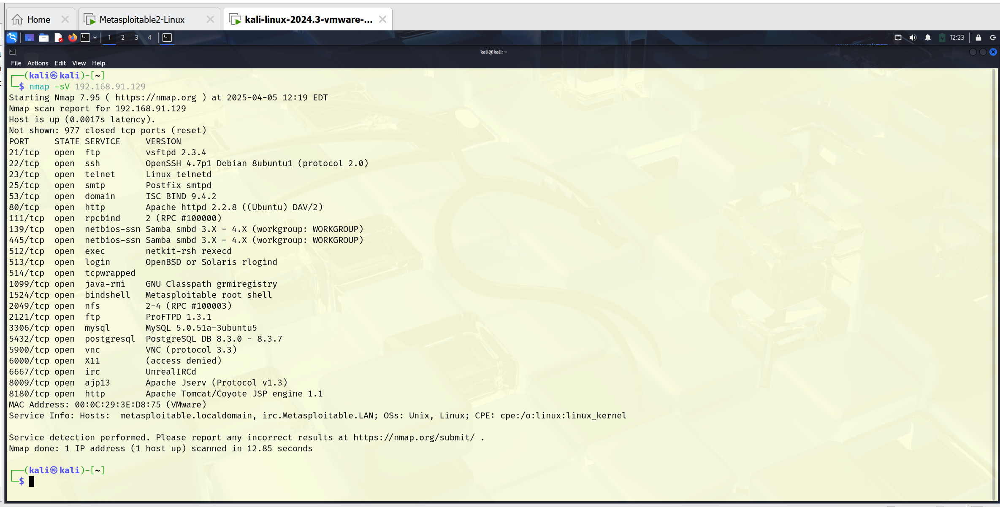 Home
Metasploitable2-Linux
kali-linux-2024.3-vmware-...
1 2 3 4
12:23
kali@kali: ~
File Actions Edit View Help
┌──(kali㉿kali)-[~]
└─$ nmap -sV 192.168.91.129
Starting Nmap 7.95 ( https://nmap.org ) at 2025-04-05 12:19 EDT
Nmap scan report for 192.168.91.129
Host is up (0.0017s latency).
Not shown: 977 closed tcp ports (reset)
PORT     STATE SERVICE     VERSION
21/tcp   open  ftp         vsftpd 2.3.4
22/tcp   open  ssh         OpenSSH 4.7p1 Debian 8ubuntu1 (protocol 2.0)
23/tcp   open  telnet      Linux telnetd
25/tcp   open  smtp        Postfix smtpd
53/tcp   open  domain      ISC BIND 9.4.2
80/tcp   open  http        Apache httpd 2.2.8 ((Ubuntu) DAV/2)
111/tcp  open  rpcbind     2 (RPC #100000)
139/tcp  open  netbios-ssn Samba smbd 3.X - 4.X (workgroup: WORKGROUP)
445/tcp  open  netbios-ssn Samba smbd 3.X - 4.X (workgroup: WORKGROUP)
512/tcp  open  exec        netkit-rsh rexecd
513/tcp  open  login       OpenBSD or Solaris rlogind
514/tcp  open  tcpwrapped
1099/tcp open  java-rmi    GNU Classpath grmiregistry
1524/tcp open  bindshell   Metasploitable root shell
2049/tcp open  nfs         2-4 (RPC #100003)
2121/tcp open  ftp         ProFTPD 1.3.1
3306/tcp open  mysql       MySQL 5.0.51a-3ubuntu5
5432/tcp open  postgresql  PostgreSQL DB 8.3.0 - 8.3.7
5900/tcp open  vnc         VNC (protocol 3.3)
6000/tcp open  X11         (access denied)
6667/tcp open  irc         UnrealIRCd
8009/tcp open  ajp13       Apache Jserv (Protocol v1.3)
8180/tcp open  http        Apache Tomcat/Coyote JSP engine 1.1
MAC Address: 00:0C:29:3E:D8:75 (VMware)
Service Info: Hosts:  metasploitable.localdomain, irc.Metasploitable.LAN; OSs: Unix, Linux; CPE: cpe:/o:linux:linux_kernel
Service detection performed. Please report any incorrect results at https://nmap.org/submit/ .
Nmap done: 1 IP address (1 host up) scanned in 12.85 seconds
┌──(kali㉿kali)-[~]
└─$